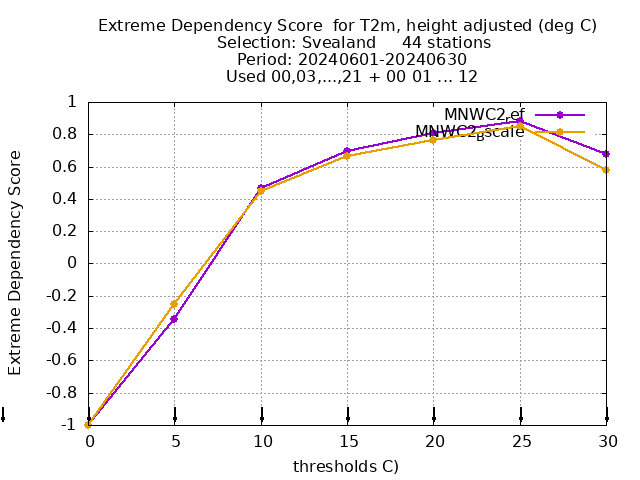 Extreme Dependency Score  for T2m, height adjusted (deg C)
Selection: Svealand     44 stations
Period: 20240601-20240630
Used 00,03,...,21 + 00 01 ... 12
MNWC2ref
MNWC2Bscale
1
0.8
0.6
0.4
0.2
0
-0.2
-0.4
-0.6
-0.8
-1
Extreme Dependency Score
0 5 10 15 20 25 30
thresholds C)